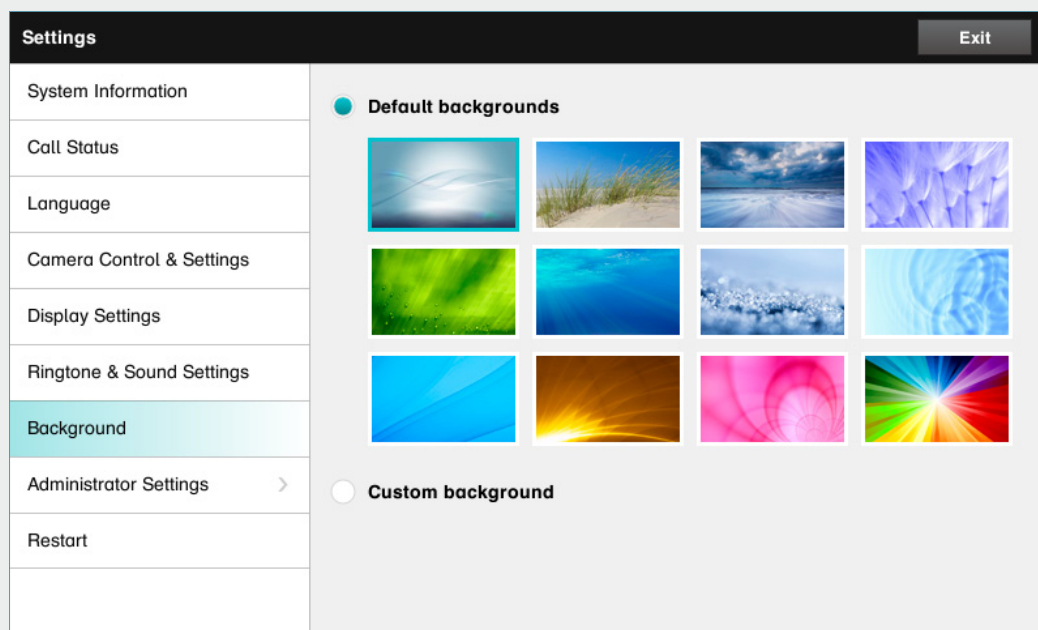 Settings
Exit
System Information
Call Status
Language
Camera Control & Settings
Display Settings
Ringtone & Sound Settings
Background
Administrator Settings
Restart
Default backgrounds
Custom background